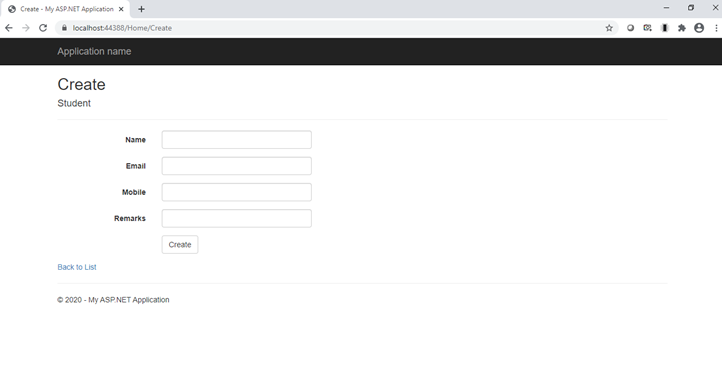 Create - My ASP.NET Application
localhost:44388/Home/Create
Application name
Create
Student
Name
Email
Mobile
Remarks
Create
Back to List
© 2020 - My ASP.NET Application